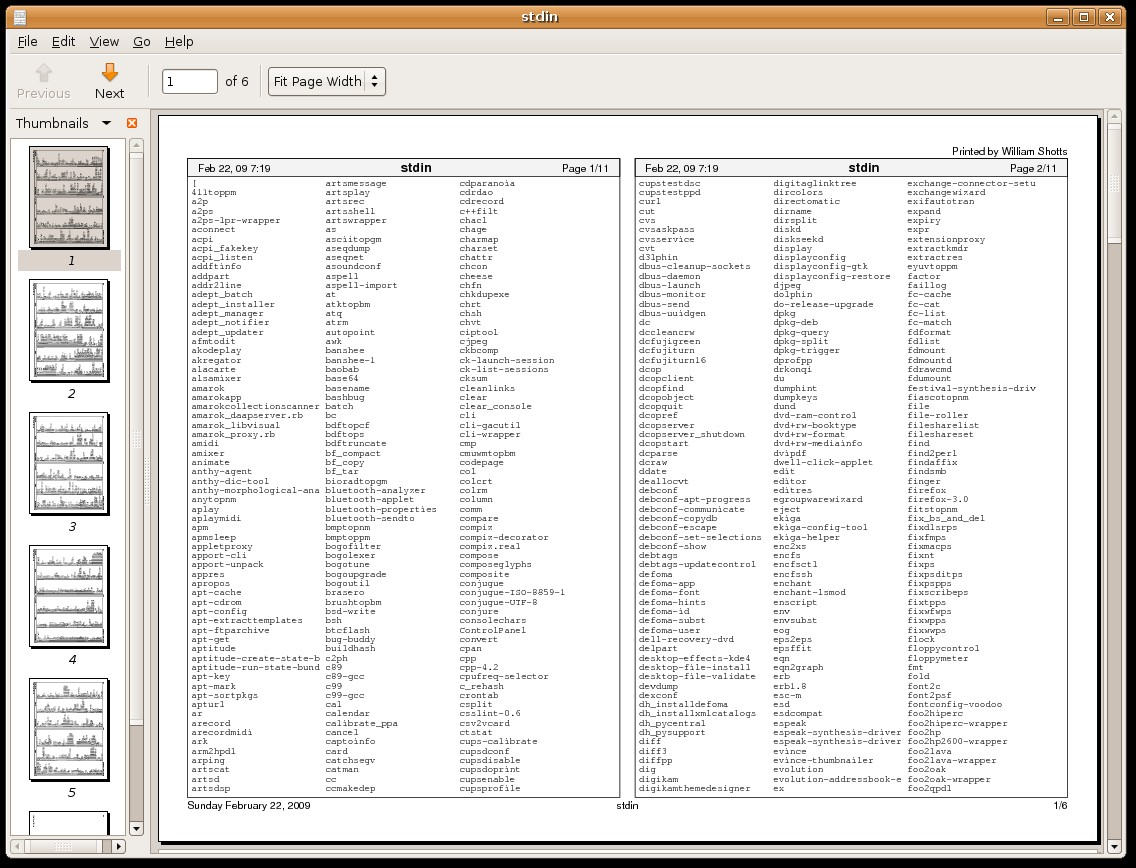 stdin
File Edit View Go Help
Previous
Next
1 of 6
Fit Page Width
Thumbnails
1
2
3
4
5
Printed by William Shotts
Feb 22, 09 7:19 stdin Page 1/11
[
411toppm
a2p
a2ps
a2ps-lpr-wrapper
aconnect
acpi
acpi_fakekey
acpi_listen
addftinfo
addpart
addr2line
adept_batch
adept_installer
adept_manager
adept_notifier
adept_updater
afmtodit
akodeplay
akregator
alacarte
alsamixer
amarok
amarokapp
amarokcollectionscanner
amarok_daapserver.rb
amarok_libvisual
amarok_proxy.rb
amidi
amixer
animate
anthy-agent
anthy-dic-tool
anthy-morphological-ana
anytopnm
aplay
aplaymidi
apm
apmsleep
appletproxy
apport-cli
apport-unpack
appres
apropos
apt-cache
apt-cdrom
apt-config
apt-extracttemplates
apt-ftparchive
apt-get
aptitude
aptitude-create-state-b
aptitude-run-state-bund
apt-key
apt-mark
apt-sortpkgs
apturl
ar
arecord
arecordmidi
ark
arm2hpdl
arping
artscat
artsd
artsdsp
artsmessage
artsplay
artsrec
artsshell
artswrapper
as
asciitopgm
aseqdump
aseqnet
asoundconf
aspell
aspell-import
at
atktopbm
atq
atrm
autopoint
awk
banshee
banshee-1
baobab
base64
basename
bashbug
batch
bc
bdftopcf
bdftops
bdftruncate
bf_compact
bf_copy
bf_tar
bioradtopgm
bluetooth-analyzer
bluetooth-applet
bluetooth-properties
bluetooth-sendto
bmptopnm
bmptoppm
bogofilter
bogolexer
bogotune
bogoupgrade
bogoutil
brasero
brushtopbm
bsd-write
bsh
btcflash
bug-buddy
buildhash
c2ph
c89
c89-gcc
c99
c99-gcc
cal
calendar
calibrate_ppa
cancel
captoinfo
card
catchsegv
catman
cc
ccmakedep
cdparanoia
cdrdao
cdrecord
c++filt
chacl
chage
charmap
charset
chattr
chcon
cheese
chfn
chkdupexe
chrt
chsh
chvt
ciptool
cjpeg
ckbcomp
ck-launch-session
ck-list-sessions
cksum
cleanlinks
clear
clear_console
cli
cli-gacutil
cli-wrapper
cmp
cmuwmtopbm
codepage
col
colcrt
colrm
column
comm
compare
compiz
compiz-decorator
compiz.real
compose
composeglyphs
composite
conjugue
conjugue-ISO-8859-1
conjugue-UTF-8
conjure
consolechars
ControlPanel
convert
cpan
cpp
cpp-4.2
cpufreq-selector
c_rehash
crontab
csplit
csslint-0.6
csv2vcard
ctstat
cups-calibrate
cupsdconf
cupsdisable
cupsdoprint
cupsenable
cupsprofile
Feb 22, 09 7:19 stdin Page 2/11
cupstestdsc
cupstestppd
curl
cut
cvs
cvsaskpass
cvsservice
cvt
d3lphin
dbus-cleanup-sockets
dbus-daemon
dbus-launch
dbus-monitor
dbus-send
dbus-uuidgen
dc
dccleancrw
dcfujigreen
dcfujiturn
dcfujiturn16
dcop
dcopclient
dcopfind
dcopobject
dcopquit
dcopref
dcopserver
dcopserver_shutdown
dcopstart
dcparse
dcraw
ddate
deallocvt
debconf
debconf-apt-progress
debconf-communicate
debconf-copydb
debconf-escape
debconf-set-selections
debconf-show
debtags
debtags-updatecontrol
defoma
defoma-app
defoma-font
defoma-hints
defoma-id
defoma-subst
defoma-user
dell-recovery-dvd
delpart
desktop-effects-kde4
desktop-file-install
desktop-file-validate
devdump
dexconf
dh_installdefoma
dh_installxmlcatalogs
dh_pycentral
dh_pysupport
diff
diff3
diffpp
dig
digikam
digikamthemedesigner
digitaglinktree
dircolors
directomatic
dirname
dirsplit
diskd
diskseekd
display
displayconfig
displayconfig-gtk
displayconfig-restore
djpeg
dolphin
do-release-upgrade
dpkg
dpkg-deb
dpkg-query
dpkg-split
dpkg-trigger
dprofpp
drkonqi
du
dumphint
dumpkeys
dund
dvd-ram-control
dvd+rw-booktype
dvd+rw-format
dvd+rw-mediainfo
dvipdf
dwell-click-applet
edit
editor
editres
egroupwarewizard
eject
ekiga
ekiga-config-tool
ekiga-helper
enc2xs
encfs
encfsctl
encfssh
enchant
enchant-lsmod
enscript
env
envsubst
eog
eps2eps
epsffit
eqn
eqn2graph
erb
erb1.8
esc-m
esd
esdcompat
espeak
espeak-synthesis-driver
espeak-synthesis-driver
evince
evince-thumbnailer
evolution
evolution-addressbook-e
ex
exchange-connector-setu
exchangewizard
exifautotran
expand
expiry
expr
extensionproxy
extractkmdr
extractres
eyuvtoppm
factor
faillog
fc-cache
fc-cat
fc-list
fc-match
fdformat
fdlist
fdmount
fdmountd
fdrawcmd
fdumount
festival-synthesis-driv
fiascotopnm
file
file-roller
filesharelist
fileshareset
find
find2perl
findaffix
findsmb
finger
firefox
firefox-3.0
fitstopnm
fix_bs_and_del
fixdlsrps
fixfmps
fixmacps
fixnt
fixps
fixpsditps
fixpspps
fixscribeps
fixtpps
fixwfwps
fixwpps
fixwwps
flock
floppycontrol
floppymeter
fmt
fold
font2c
font2psf
fontconfig-voodoo
foo2hiperc
foo2hiperc-wrapper
foo2hp
foo2hp2600-wrapper
foo2lava
foo2lava-wrapper
foo2oak
foo2oak-wrapper
foo2qpdl
Sunday February 22, 2009 stdin 1/6